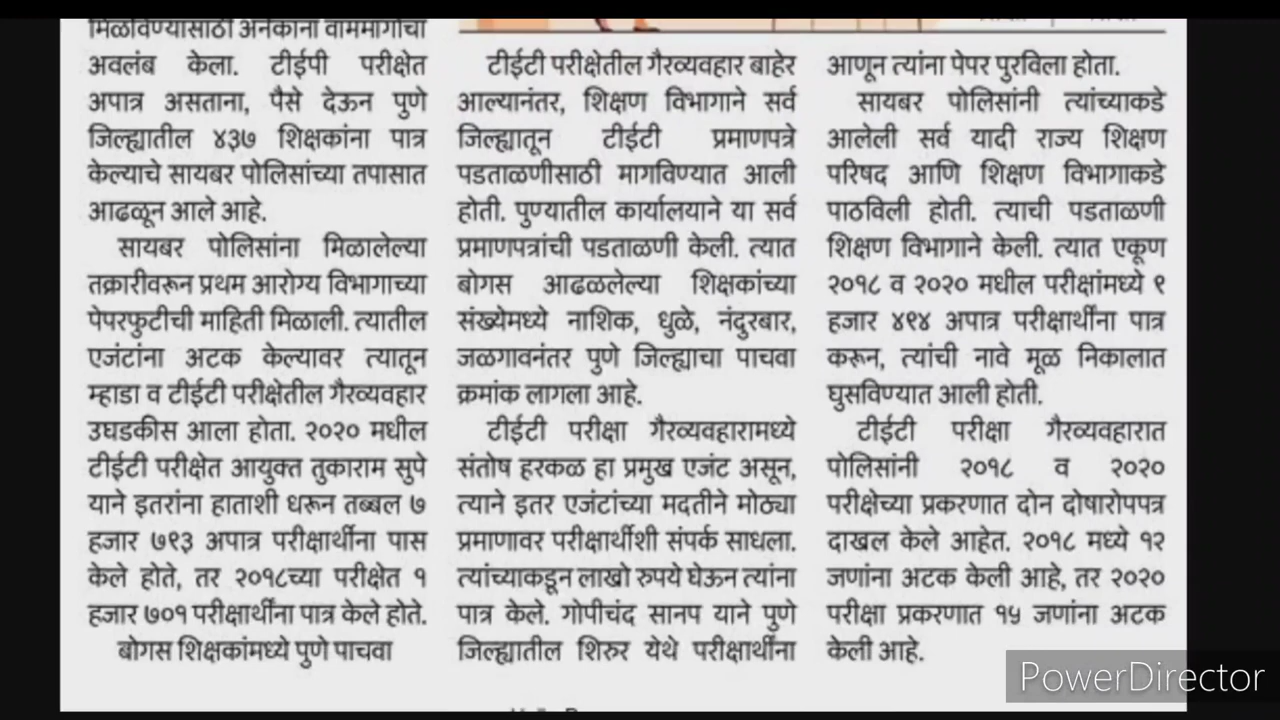 मिळविण्यासाठी अनेकांनी वाममार्गाचा
अवलंब केला. टीईपी परीक्षेत
अपात्र असताना, पैसे देऊन पुणे
जिल्ह्यातील ४३७ शिक्षकांना पात्र
केल्याचे सायबर पोलिसांच्या तपासात
आढळून आले आहे.
सायबर पोलिसांना मिळालेल्या
तक्रारीवरून प्रथम आरोग्य विभागाच्या
पेपरफुटीची माहिती मिळाली. त्यातील
एजंटांना अटक केल्यावर त्यातून
म्हाडा व टीईटी परीक्षेतील गैरव्यवहार
उघडकीस आला होता. २०२० मधील
टीईटी परीक्षेत आयुक्त तुकाराम सुपे
याने इतरांना हाताशी धरून तब्बल ७
हजार ७९३ अपात्र परीक्षार्थीना पास
केले होते, तर २०१८च्या परीक्षेत १
हजार ७०१ परीक्षार्थींना पात्र केले होते.
बोगस शिक्षकांमध्ये पुणे पाचवा
टीईटी परीक्षेतील गैरव्यवहार बाहेर
आल्यानंतर, शिक्षण विभागाने सर्व
जिल्ह्यातून टीईटी प्रमाणपत्रे
पडताळणीसाठी मागविण्यात आली
होती. पुण्यातील कार्यालयाने या सर्व
प्रमाणपत्रांची पडताळणी केली. त्यात
बोगस आढळलेल्या शिक्षकांच्या
संख्येमध्ये नाशिक, धुळे, नंदुरबार,
जळगावनंतर पुणे जिल्ह्याचा पाचवा
क्रमांक लागला आहे.
टीईटी परीक्षा गैरव्यवहारामध्ये
संतोष हरकळ हा प्रमुख एजंट असून,
त्याने इतर एजंटांच्या मदतीने मोठ्या
प्रमाणावर परीक्षार्थीशी संपर्क साधला.
त्यांच्याकडून लाखो रुपये घेऊन त्यांना
पात्र केले. गोपीचंद सानप याने पुणे
जिल्ह्यातील शिरुर येथे परीक्षार्थींना
आणून त्यांना पेपर पुरविला होता.
सायबर पोलिसांनी त्यांच्याकडे
आलेली सर्व यादी राज्य शिक्षण
परिषद आणि शिक्षण विभागाकडे
पाठविली होती. त्याची पडताळणी
शिक्षण विभागाने केली. त्यात एकूण
२०१८ व २०२० मधील परीक्षांमध्ये ९
हजार ४९४ अपात्र परीक्षार्थींना पात्र
करून, त्यांची नावे मूळ निकालात
घुसविण्यात आली होती.
टीईटी परीक्षा गैरव्यवहारात
पोलिसांनी २०१८ व २०२०
परीक्षेच्या प्रकरणात दोन दोषारोपपत्र
दाखल केले आहेत. २०१८ मध्ये १२
जणांना अटक केली आहे, तर २०२०
परीक्षा प्रकरणात १५ जणांना अटक
केली आहे.
PowerDirector